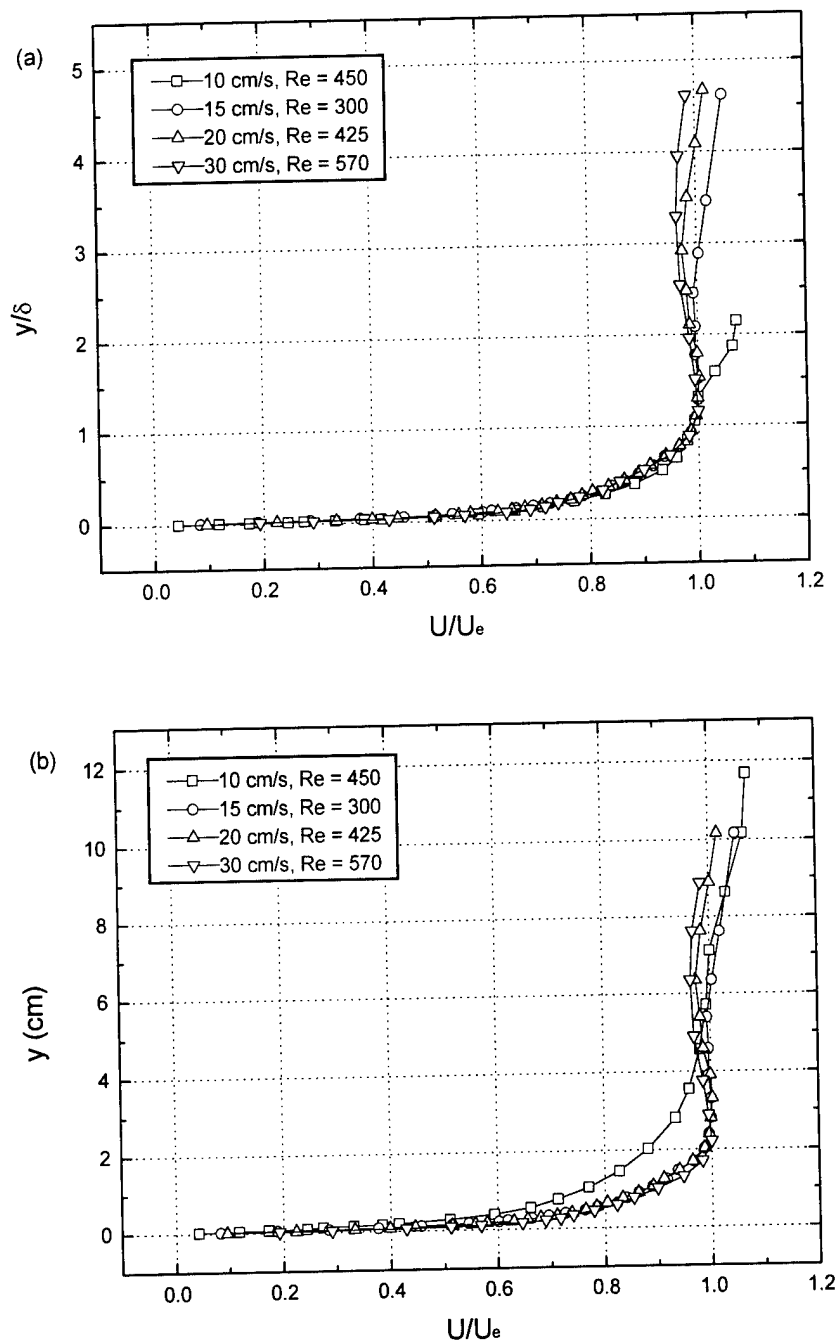 (a)
5
4
3
2
1
0
y/δ
10 cm/s, Re = 450
15 cm/s, Re = 300
20 cm/s, Re = 425
30 cm/s, Re = 570
0.0 0.2 0.4 0.6 0.8 1.0 1.2
U/Ue
(b)
12
10
8
6
4
2
0
y (cm)
10 cm/s, Re = 450
15 cm/s, Re = 300
20 cm/s, Re = 425
30 cm/s, Re = 570
0.0 0.2 0.4 0.6 0.8 1.0 1.2
U/Ue